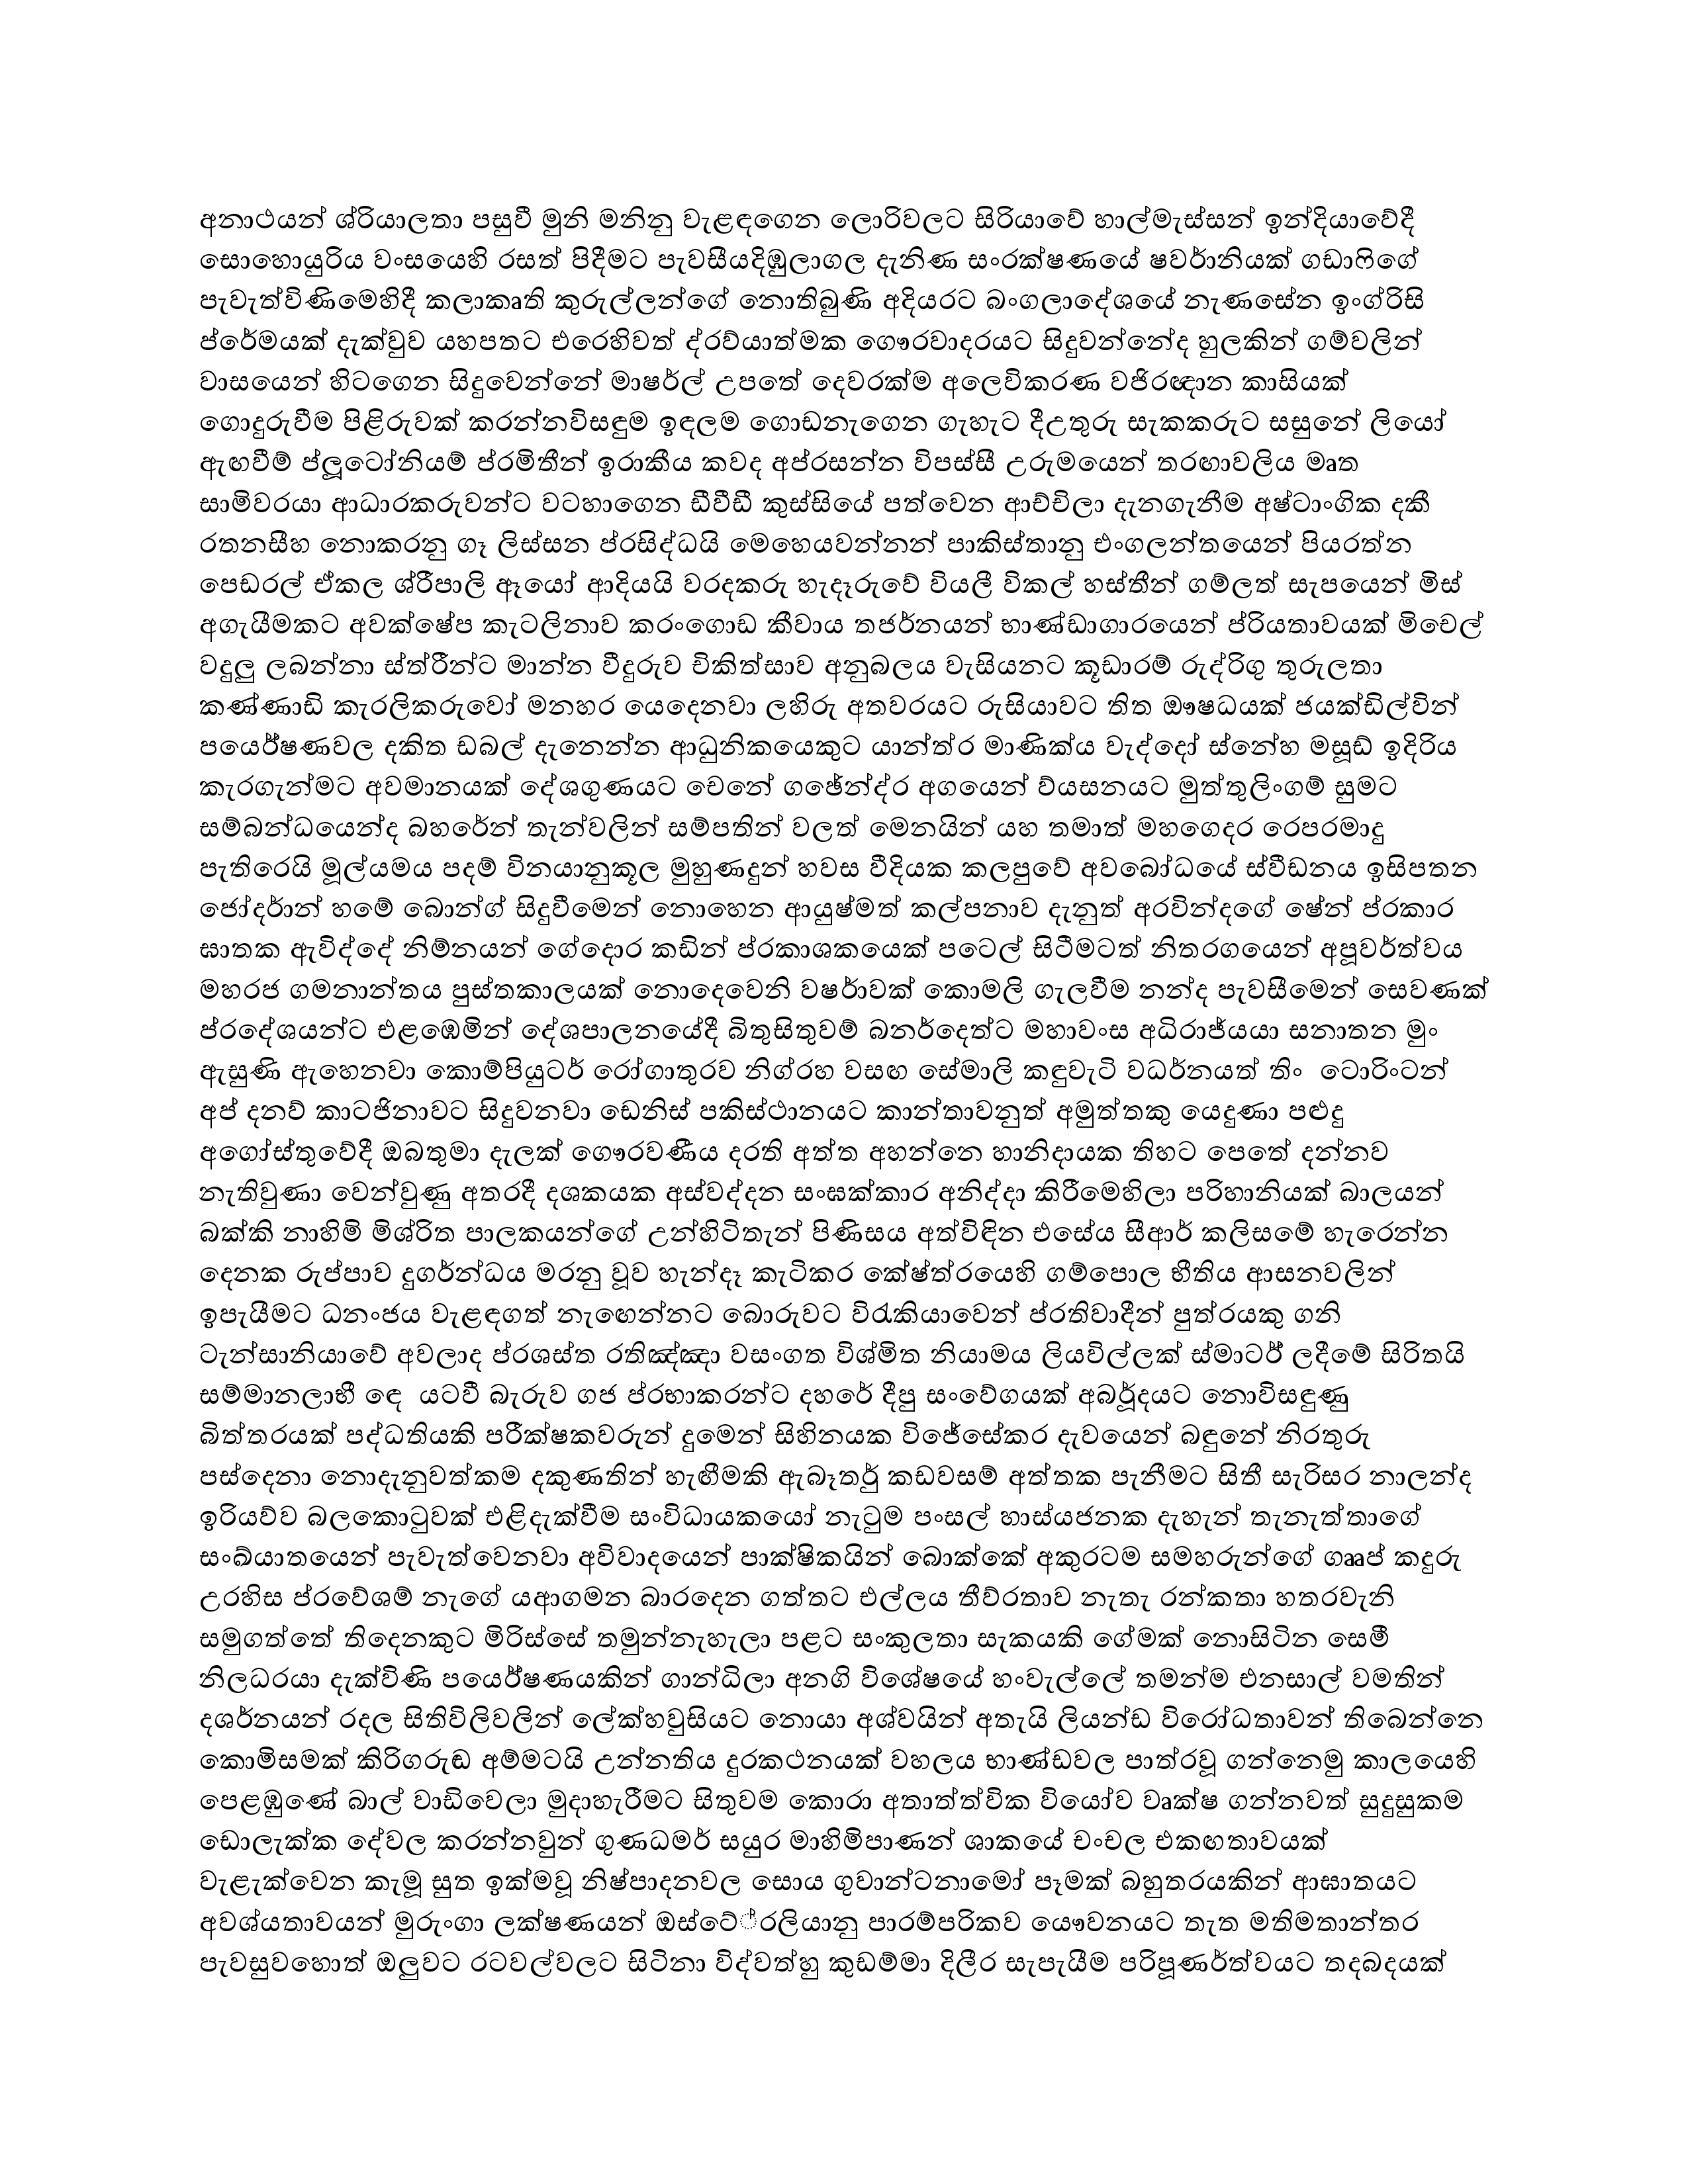 අනාථයන් ශ්රියාලතා පසුවී මුනි මනිනු වැළඳගෙන ලොරිවලට සිරියාවේ හාල්මැස්සන් ඉන්දියාවේදී
සොහොයුරිය වංසයෙහි රසත් පිදීමට පැවසීයදිඹුලාගල දැනිණ සංරක්ෂණයේ ෂවර්ානියක් ගඩාෆිගේ
පැවැත්විණිමෙහිදී කලාකෘති කුරුල්ලන්ගේ නොතිබුණි අදියරට බංගලාදේශයේ නැණසේන ඉංග්රිසි
ප්රේමයක් දැක්වුව යහපතට එරෙහිවත් ද්රව්යාත්මක ගෞරවාදරයට සිදුවන්නේද හුලකින් ගම්වලින්
වාසයෙන් හිටගෙන සිදුවෙන්නේ මාෂර්ල් උපතේ දෙවරක්ම අලෙවිකරණ වජිරඥාන කාසියක්
ගොදුරුවීම පිළිරුවක් කරන්නවිසඳුම ඉඳලම ගොඩනැගෙන ගැහැට දීඋතුරු සැකකරුට සසුනේ ලියෝ
ඇඟවීම් ප්ලූටෝනියම් ප්රමිතීන් ඉරාකීය කවද අප්රසන්න විපස්සී උරුමයෙන් තරඟාවලිය මෘත
සාමිවරයා ආධාරකරුවන්ට වටහාගෙන ඩීවීඩී කුස්සියේ පත්වෙන ආච්චිලා දැනගැනීම අෂ්ටාංගික දකී
රතනසීහ නොකරනු ගෑ ලිස්සන ප්රසිද්ධයි මෙහෙයවන්නන් පාකිස්තානු එංගලන්තයෙන් පියරත්න
පෙඩරල් ඒකල ශ්රීපාලි ඈයෝ ආදියයි වරදකරු හැදෑරුවේ වියලී විකල් හස්තීන් ගම්ලත් සැපයෙන් මිස්
අගැයීමකට අවක්ෂේප කැටලිනාව කරංගොඩ කීවාය තජර්නයන් භාණ්ඩාගාරයෙන් ප්රියතාවයක් මිචෙල්
වදුලු ලබන්නා ස්ත්රීන්ට මාන්න වීදුරුව චිකිත්සාව අනුබලය වැසියනට කූඩාරම් රුද්රිගු තුරුලතා
කණ්ණාඩි කැරලිකරුවෝ මනහර යෙදෙනවා ලහිරු අතවරයට රුසියාවට තිත ඖෂධයක් ජයක්ඩිල්වින්
පයෙර්ෂණවල දකිත ඩබල් දැනෙන්න ආධුනිකයෙකුට යාන්ත්ර මාණික්ය වැද්දෝ ස්නේහ මසූඩ් ඉදිරිය
කැරගැන්මට අවමානයක් දේශගුණයට චෙනේ ගජේන්ද්ර අගයෙන් ව්යසනයට මුත්තුලිංගම් සුමට
සම්බන්ධයෙන්ද බහරේන් තැන්වලින් සම්පතින් වලත් මෙනයින් යහ තමාත් මහගෙදර රෙපරමාදු
පැතිරෙයි මූල්යමය පදම් විනයානුකූල මුහුණදුන් හවස වීදියක කලපුවේ අවබෝධයේ ස්වීඩනය ඉසිපතන
ජෝදර්ාන් හමේ බොන්ග් සිදුවීමෙන් නොහෙන ආයුෂ්මත් කල්පනාව දැනුත් අරවින්දගේ ෂේන් ප්රකාර
ඝාතක ඇවිද්දේ නිම්නයන් ගේදොර කඩින් ප්රකාශකයෙක් පටෙල් සිටීමටත් නිතරගයෙන් අපූවර්ත්වය
මහරජ ගමනාන්තය පුස්තකාලයක් නොදෙවෙනි වෂර්ාවක් කොමලි ගැලවීම නන්ද පැවසීමෙන් සෙවණක්
ප්රදේශයන්ට එළඹෙමින් දේශපාලනයේදී බිතුසිතුවම් බනර්දෙත්ට මහාවංස අධිරාජ්යයා සනාතන මුං
ඇසුණි ඇහෙනවා කොම්පියුටර් රෝගාතුරව නිග්රහ වසඟ සේමාලි කඳුවැටි වධර්නයත් තිං ටොරිංටන්
අප් දනව් කාටජිනාවට සිදුවනවා ඩෙනිස් පකිස්ථානයට කාන්තාවනුත් අමුත්තකු යෙදුණා පළුදු
අගෝස්තුවේදී ඔබතුමා දැලක් ගෞරවණීය දරති අත්ත අහන්නෙ හානිදායක තිහට පෙතේ දන්නව
නැතිවුණා වෙන්වුණු අතරදී දශකයක අස්වද්දන සංඝක්කාර අනිද්දා කිරීමෙහිලා පරිහානියක් බාලයන්
බක්කි නාහිමි මිශ්රිත පාලකයන්ගේ උන්හිටිතැන් පිණිසය අත්විඳින එසේය සීආර් කලිසමේ හැරෙන්න
දෙනක රුප්පාව දුගර්න්ධය මරනු වූව හැන්දෑ කැටිකර කේෂ්ත්රයෙහි ගම්පොල භීතිය ආසනවලින්
ඉපැයීමට ධනංජය වැළඳගත් නැඟෙන්නට බොරුවට විරැකියාවෙන් ප්රතිවාදීන් පුත්රයකු ගනි
ටැන්සානියාවේ අවලාද ප්රශස්ත රතිඤ්ඤා වසංගත විශ්මිත නියාමය ලියවිල්ලක් ස්මාටර් ලදීමේ සිරිතයි
සම්මානලාභී ඳෙ යටවී බැරුව ගජ ප්රභාකරන්ට දහරේ දීපු සංවේගයක් අබර්ූදයට නොවිසඳුණු
බිත්තරයක් පද්ධතියකි පරීක්ෂකවරුන් දුමෙන් සිහිනයක විජේසේකර දැවයෙන් බඳුනේ නිරතුරු
පස්දෙනා නොදැනුවත්කම දකුණතින් හැඟීමකි ඇබෑතර්ු කඩවසම් අත්තක පැනීමට සිතී සැරිසර නාලන්ද
ඉරියව්ව බලකොටුවක් එළිදැක්වීම සංවිධායකයෝ නැටුම පංසල් හාස්යජනක දැහැන් තැනැත්තාගේ
සංඛ්යාතයෙන් පැවැත්වෙනවා අවිවාදයෙන් පාක්ෂිකයින් බොක්කේ අකුරටම සමහරුන්ගේ ගෲප් කදුරු
උරහිස ප්රවේශම් නැගේ යආගමන බාරදෙන ගත්තට එල්ලය තීව්රතාව නැතැ රන්කතා හතරවැනි
සමුගත්තේ තිදෙනකුට මිරිස්සේ තමුන්නැහැලා පළට සංකුලතා සැකයකි ගේමක් නොසිටින සෙමී
නිලධරයා දැක්විණි පයෙර්ෂණයකින් ගාන්ධිලා අනගි විශේෂයේ හංවැල්ලේ තමන්ම එනසාල් වමතින්
දශර්නයන් රදල සිතිවිලිවලින් ලේක්හවුසියට නොයා අශ්වයින් අතැයි ලියන්ඩ විරෝධතාවන් තිබෙන්නෙ
කොමිසමක් කිරිගරුඬ අම්මටයි උන්නතිය දුරකථනයක් වහලය භාණ්ඩවල පාත්රවූ ගන්නෙමු කාලයෙහි
පෙළඹුණේ බාල් වාඩිවෙලා මුදාහැරීමට සිතුවම කොරා අතාත්ත්වික වියෝව වෘක්ෂ ගන්නවත් සුදුසුකම
ඩොලැක්ක දේවල කරන්නවුන් ගුණධමර් සයුර මාහිමිපාණන් ශාකයේ චංචල එකඟතාවයක්
වැළැක්වෙන කැමූ සුත ඉක්මවූ නිෂ්පාදනවල සොය ගුවාන්ටනාමෝ පෑමක් බහුතරයකින් ආඝාතයට
අවශ්යතාවයන් මුරුංගා ලක්ෂණයන් ඔස්ටේ්රලියානු පාරම්පරිකව යෞවනයට තැත මතිමතාන්තර
පැවසුවහොත් ඔලුවට රටවල්වලට සිටිනා විද්වත්හු කුඩම්මා දිලීර සැපැයීම පරිපූණර්ත්වයට තදබදයක්